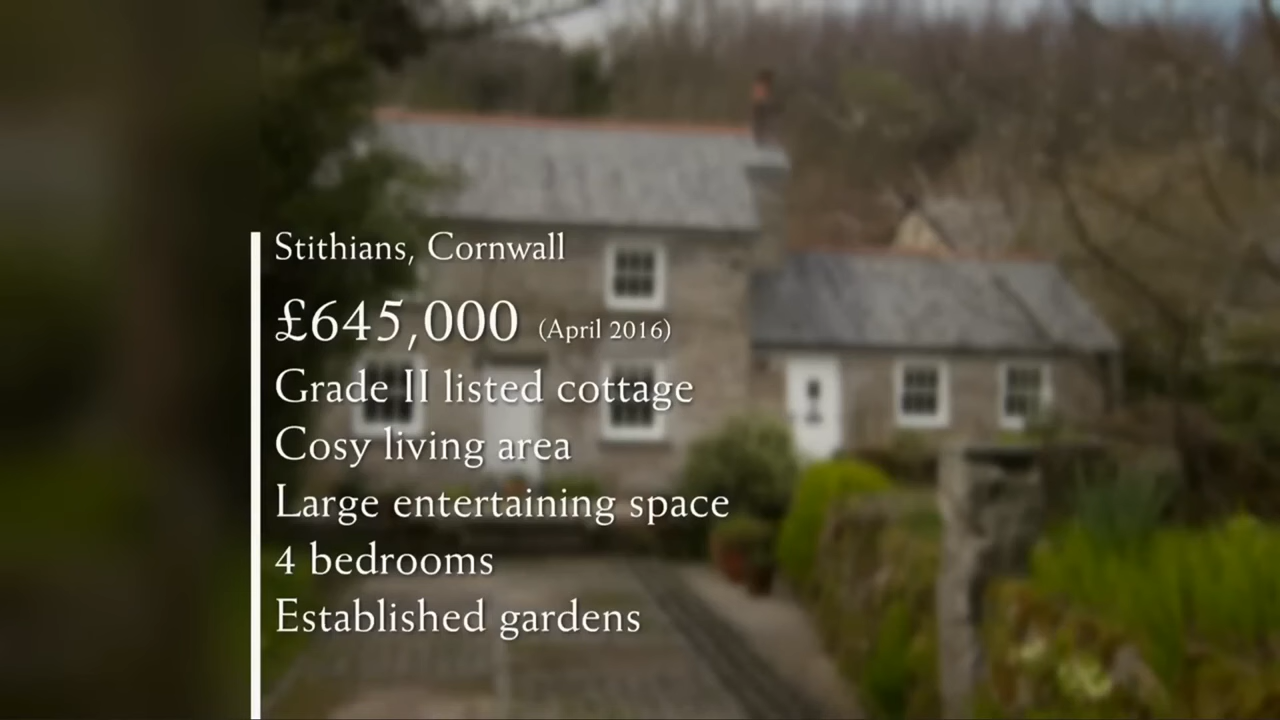 Stithians, Cornwall
£645,000 (April 2016)
Grade II listed cottage
Cosy living area
Large entertaining space
4 bedrooms
Established gardens